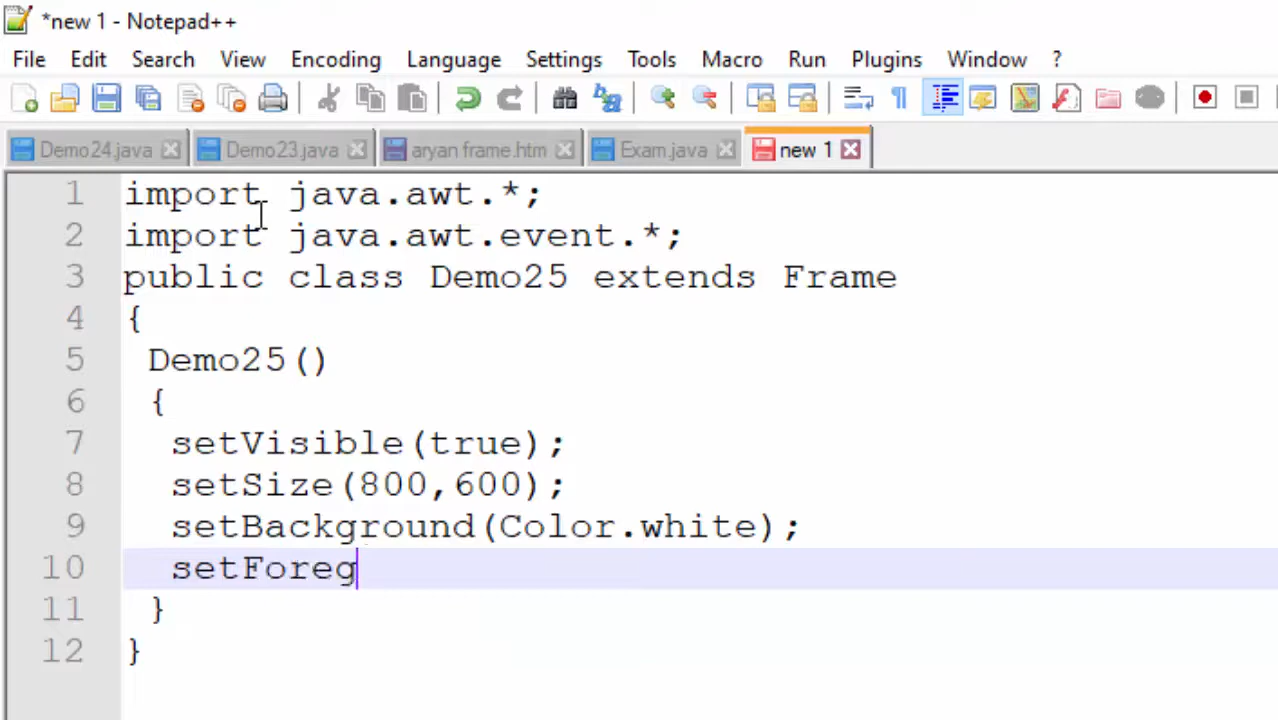 *new 1 - Notepad++
File Edit Search View Encoding Language Settings Tools Macro Run Plugins Window ?
Demo24.java Demo23.java aryan frame.htm Exam.java new 1
1 import java.awt.*;
2 import java.awt.event.*;
3 public class Demo25 extends Frame
4 {
5 Demo25()
6 {
7 setVisible(true);
8 setSize(800,600);
9 setBackground(Color.white);
10 setForeg
11 }
12 }